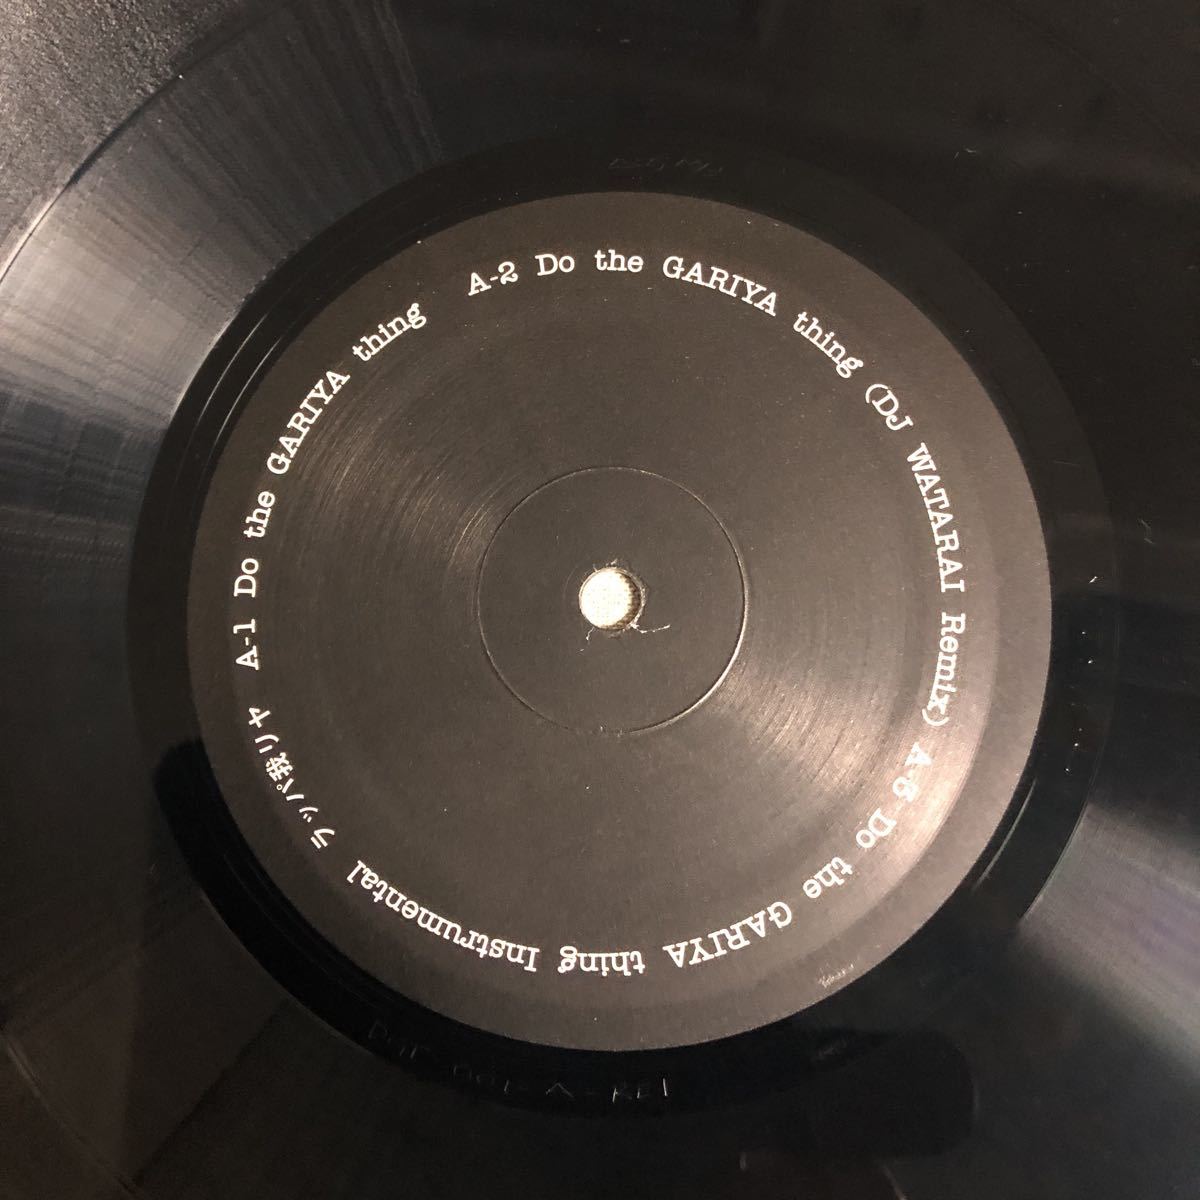 ラッパ我リヤ A-1 Do the GARIYA thing A-2 Do the GARIYA thing (DJ WATARAI Remix) A-3 Do the GARIYA thing Instrumental